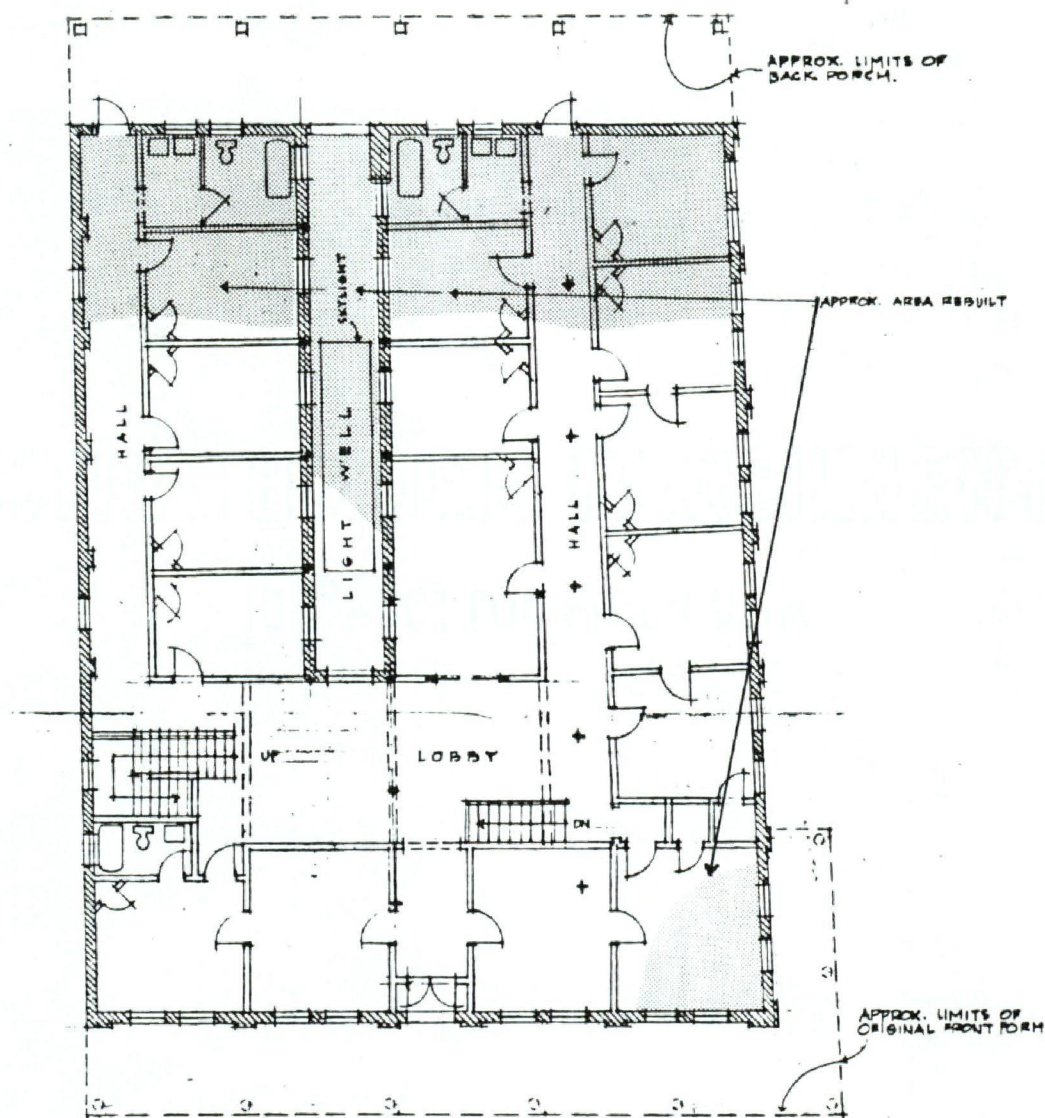 APPROX. LIMITS OF
BACK PORCH.
SKYLIGHT
APPROX. AREA REBUILT
HALL
LIGHT WELL
HALL
UP
LOBBY
DN
APPROX. LIMITS OF
ORIGINAL FRONT PORH